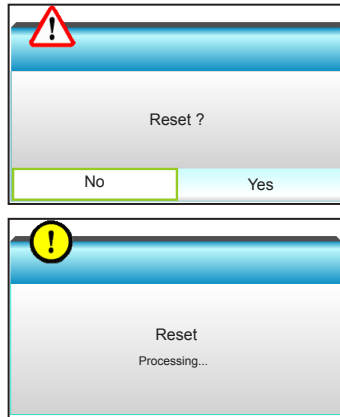 Reset ?
No Yes
Reset
Processing...